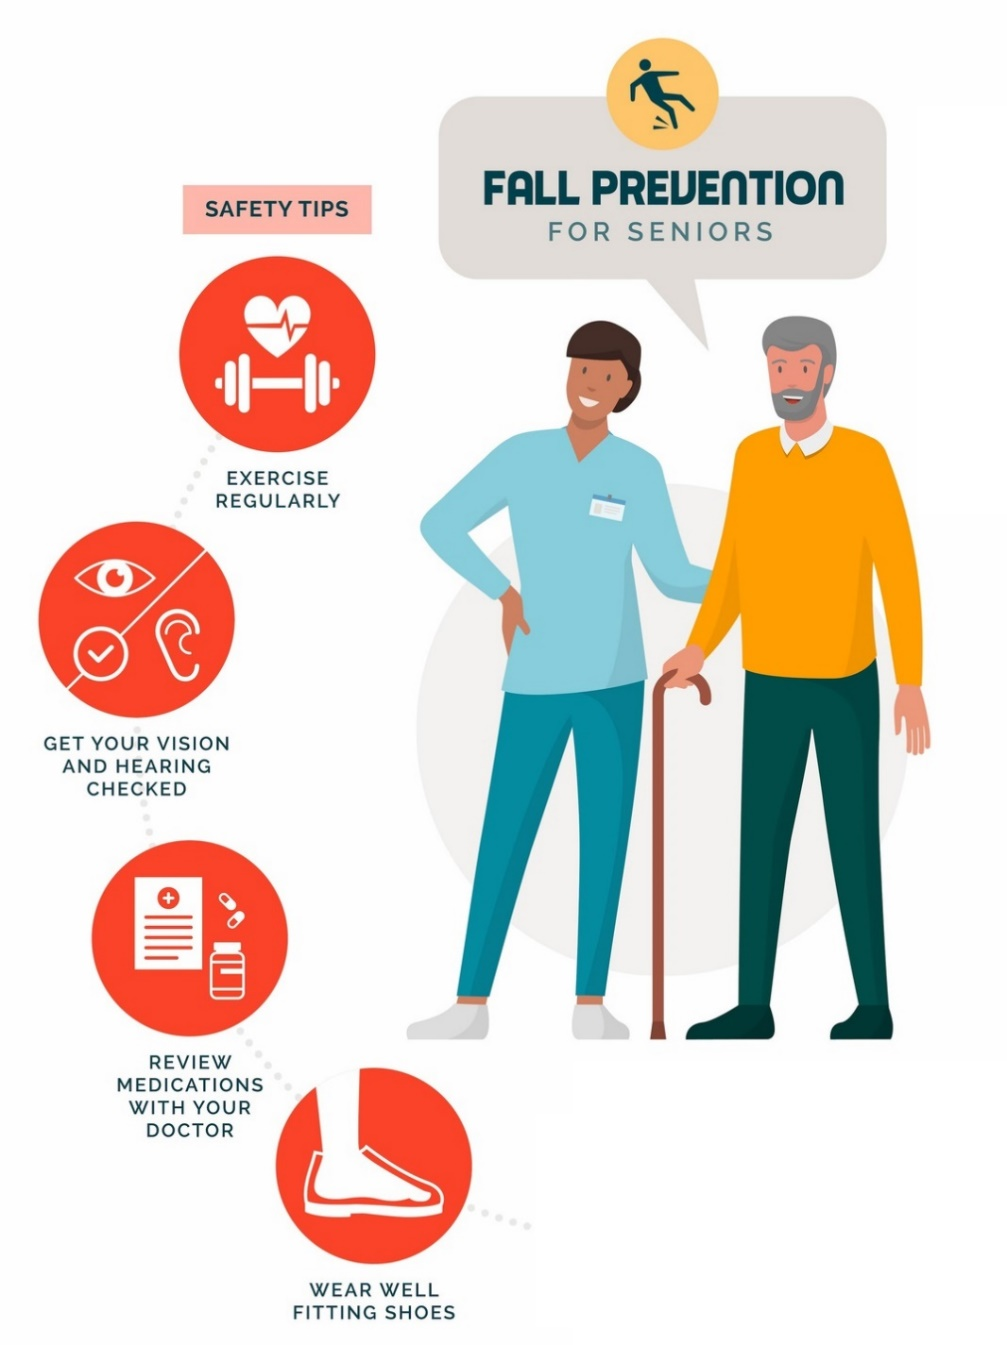 FALL PREVENTION
FOR SENIORS
SAFETY TIPS
EXERCISE
REGULARLY
GET YOUR VISION
AND HEARING
CHECKED
REVIEW
MEDICATIONS
WITH YOUR
DOCTOR
WEAR WELL
FITTING SHOES